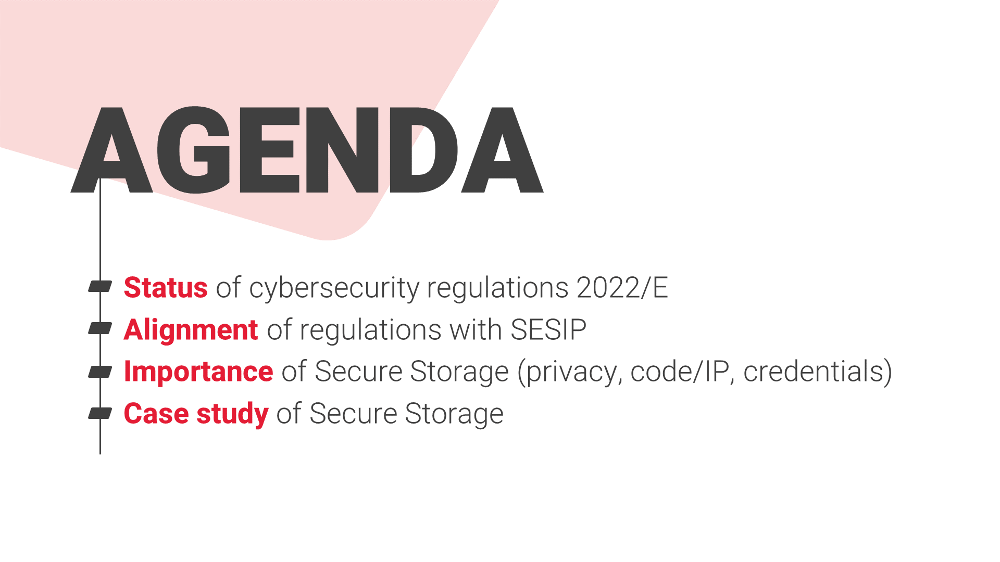 AGENDA
Status of cybersecurity regulations 2022/E
Alignment of regulations with SESIP
Importance of Secure Storage (privacy, code/IP, credentials)
Case study of Secure Storage